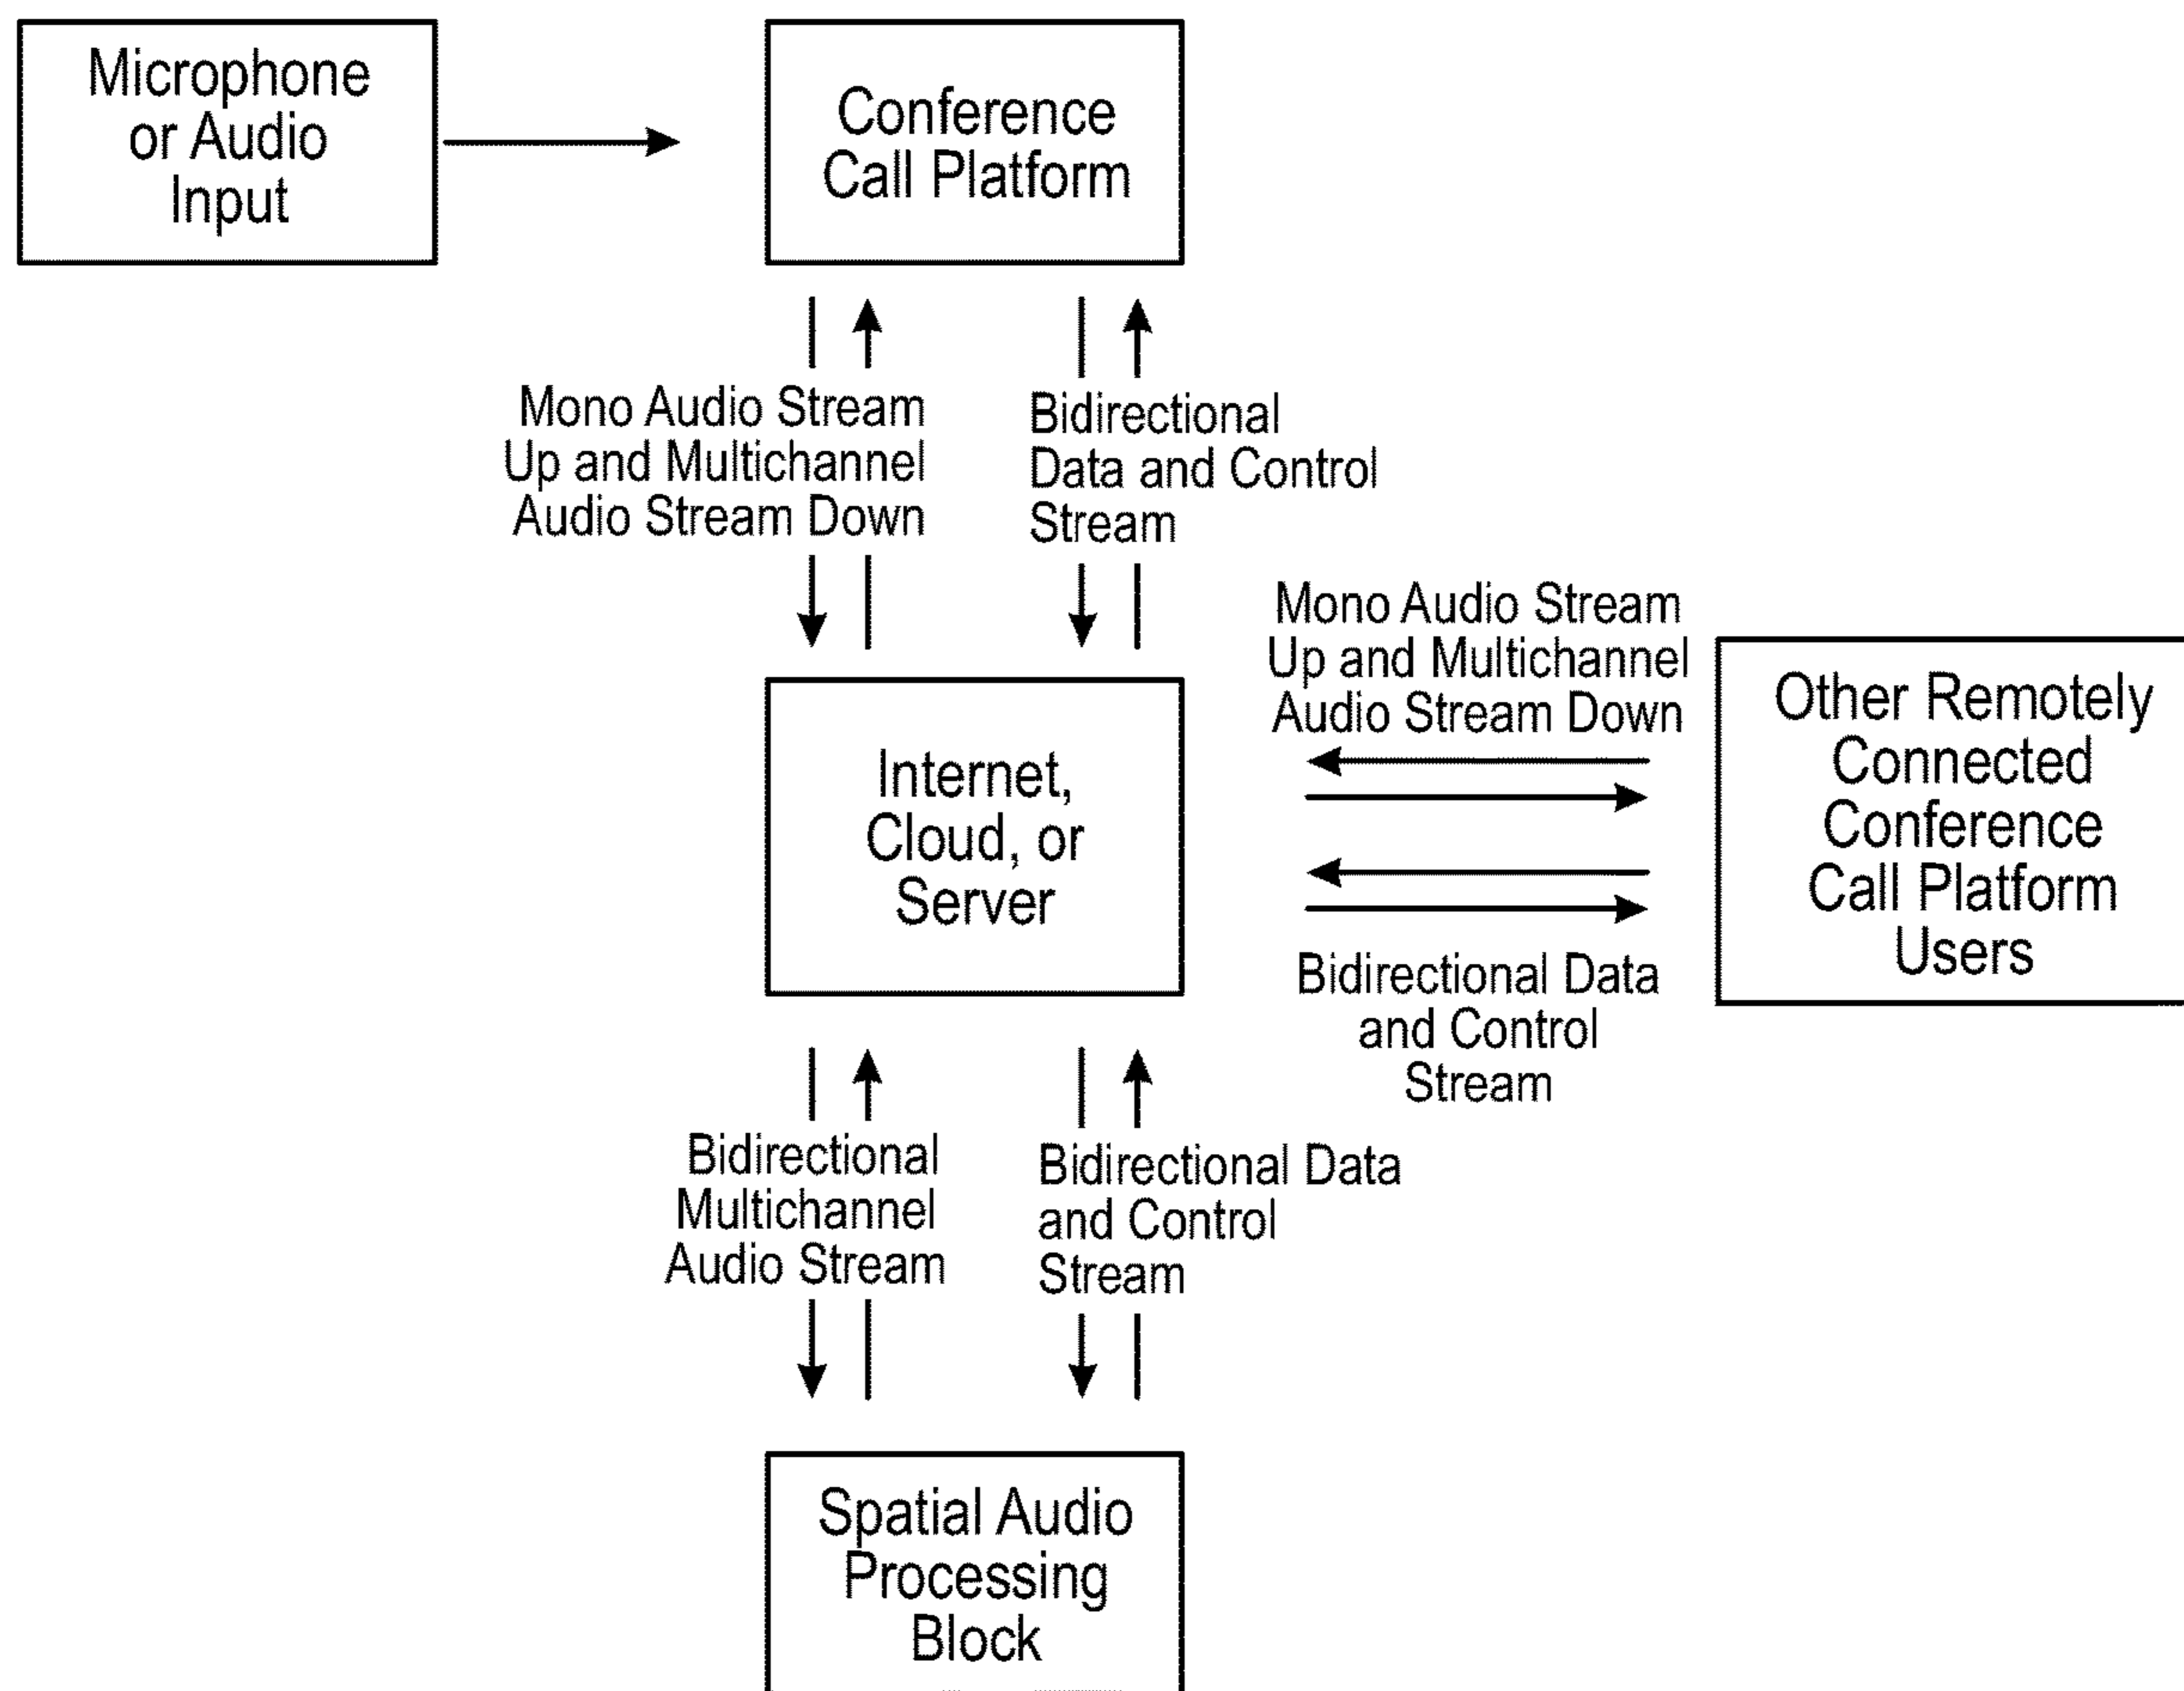 Microphone
or Audio
Input
Conference
Call Platform
Mono Audio Stream
Up and Multichannel
Audio Stream Down
Bidirectional
Data and Control
Stream
Mono Audio Stream
Up and Multichannel
Audio Stream Down
Internet,
Cloud, or
Server
Other Remotely
Connected
Conference
Call Platform
Users
Bidirectional Data
and Control
Stream
Bidirectional
Multichannel
Audio Stream
Bidirectional Data
and Control
Stream
Spatial Audio
Processing
Block